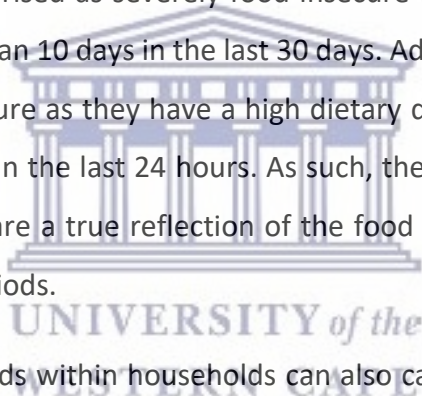 rised as severely food insecure
an 10 days in the last 30 days. Ad
ure as they have a high dietary d
n the last 24 hours. As such, the
are a true reflection of the food
iods.
UNIVERSITY of the
ds within households can also ca
WESTERN CAPE